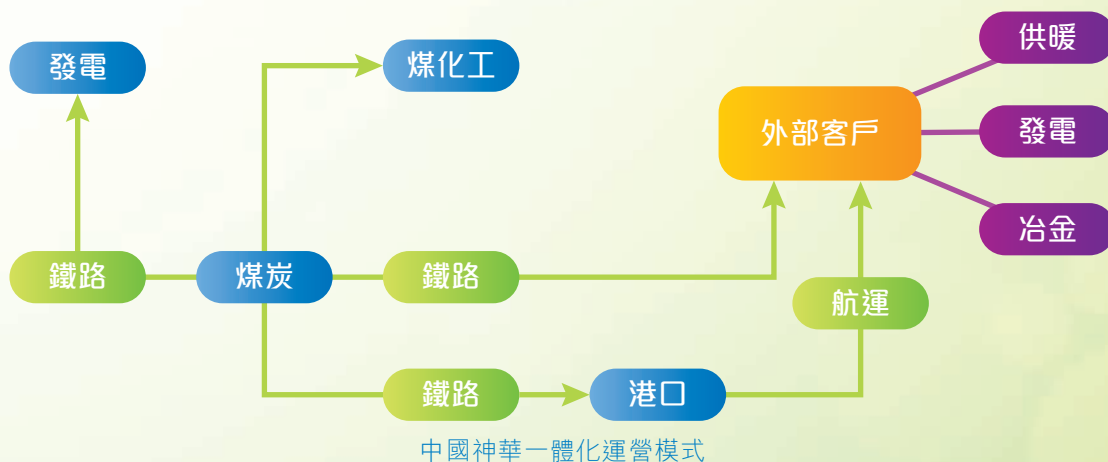 供暖
發電
煤化工
外部客戶
發電
冶金
鐵路
煤炭
鐵路
航運
鐵路
港口
中國神華一體化運營模式